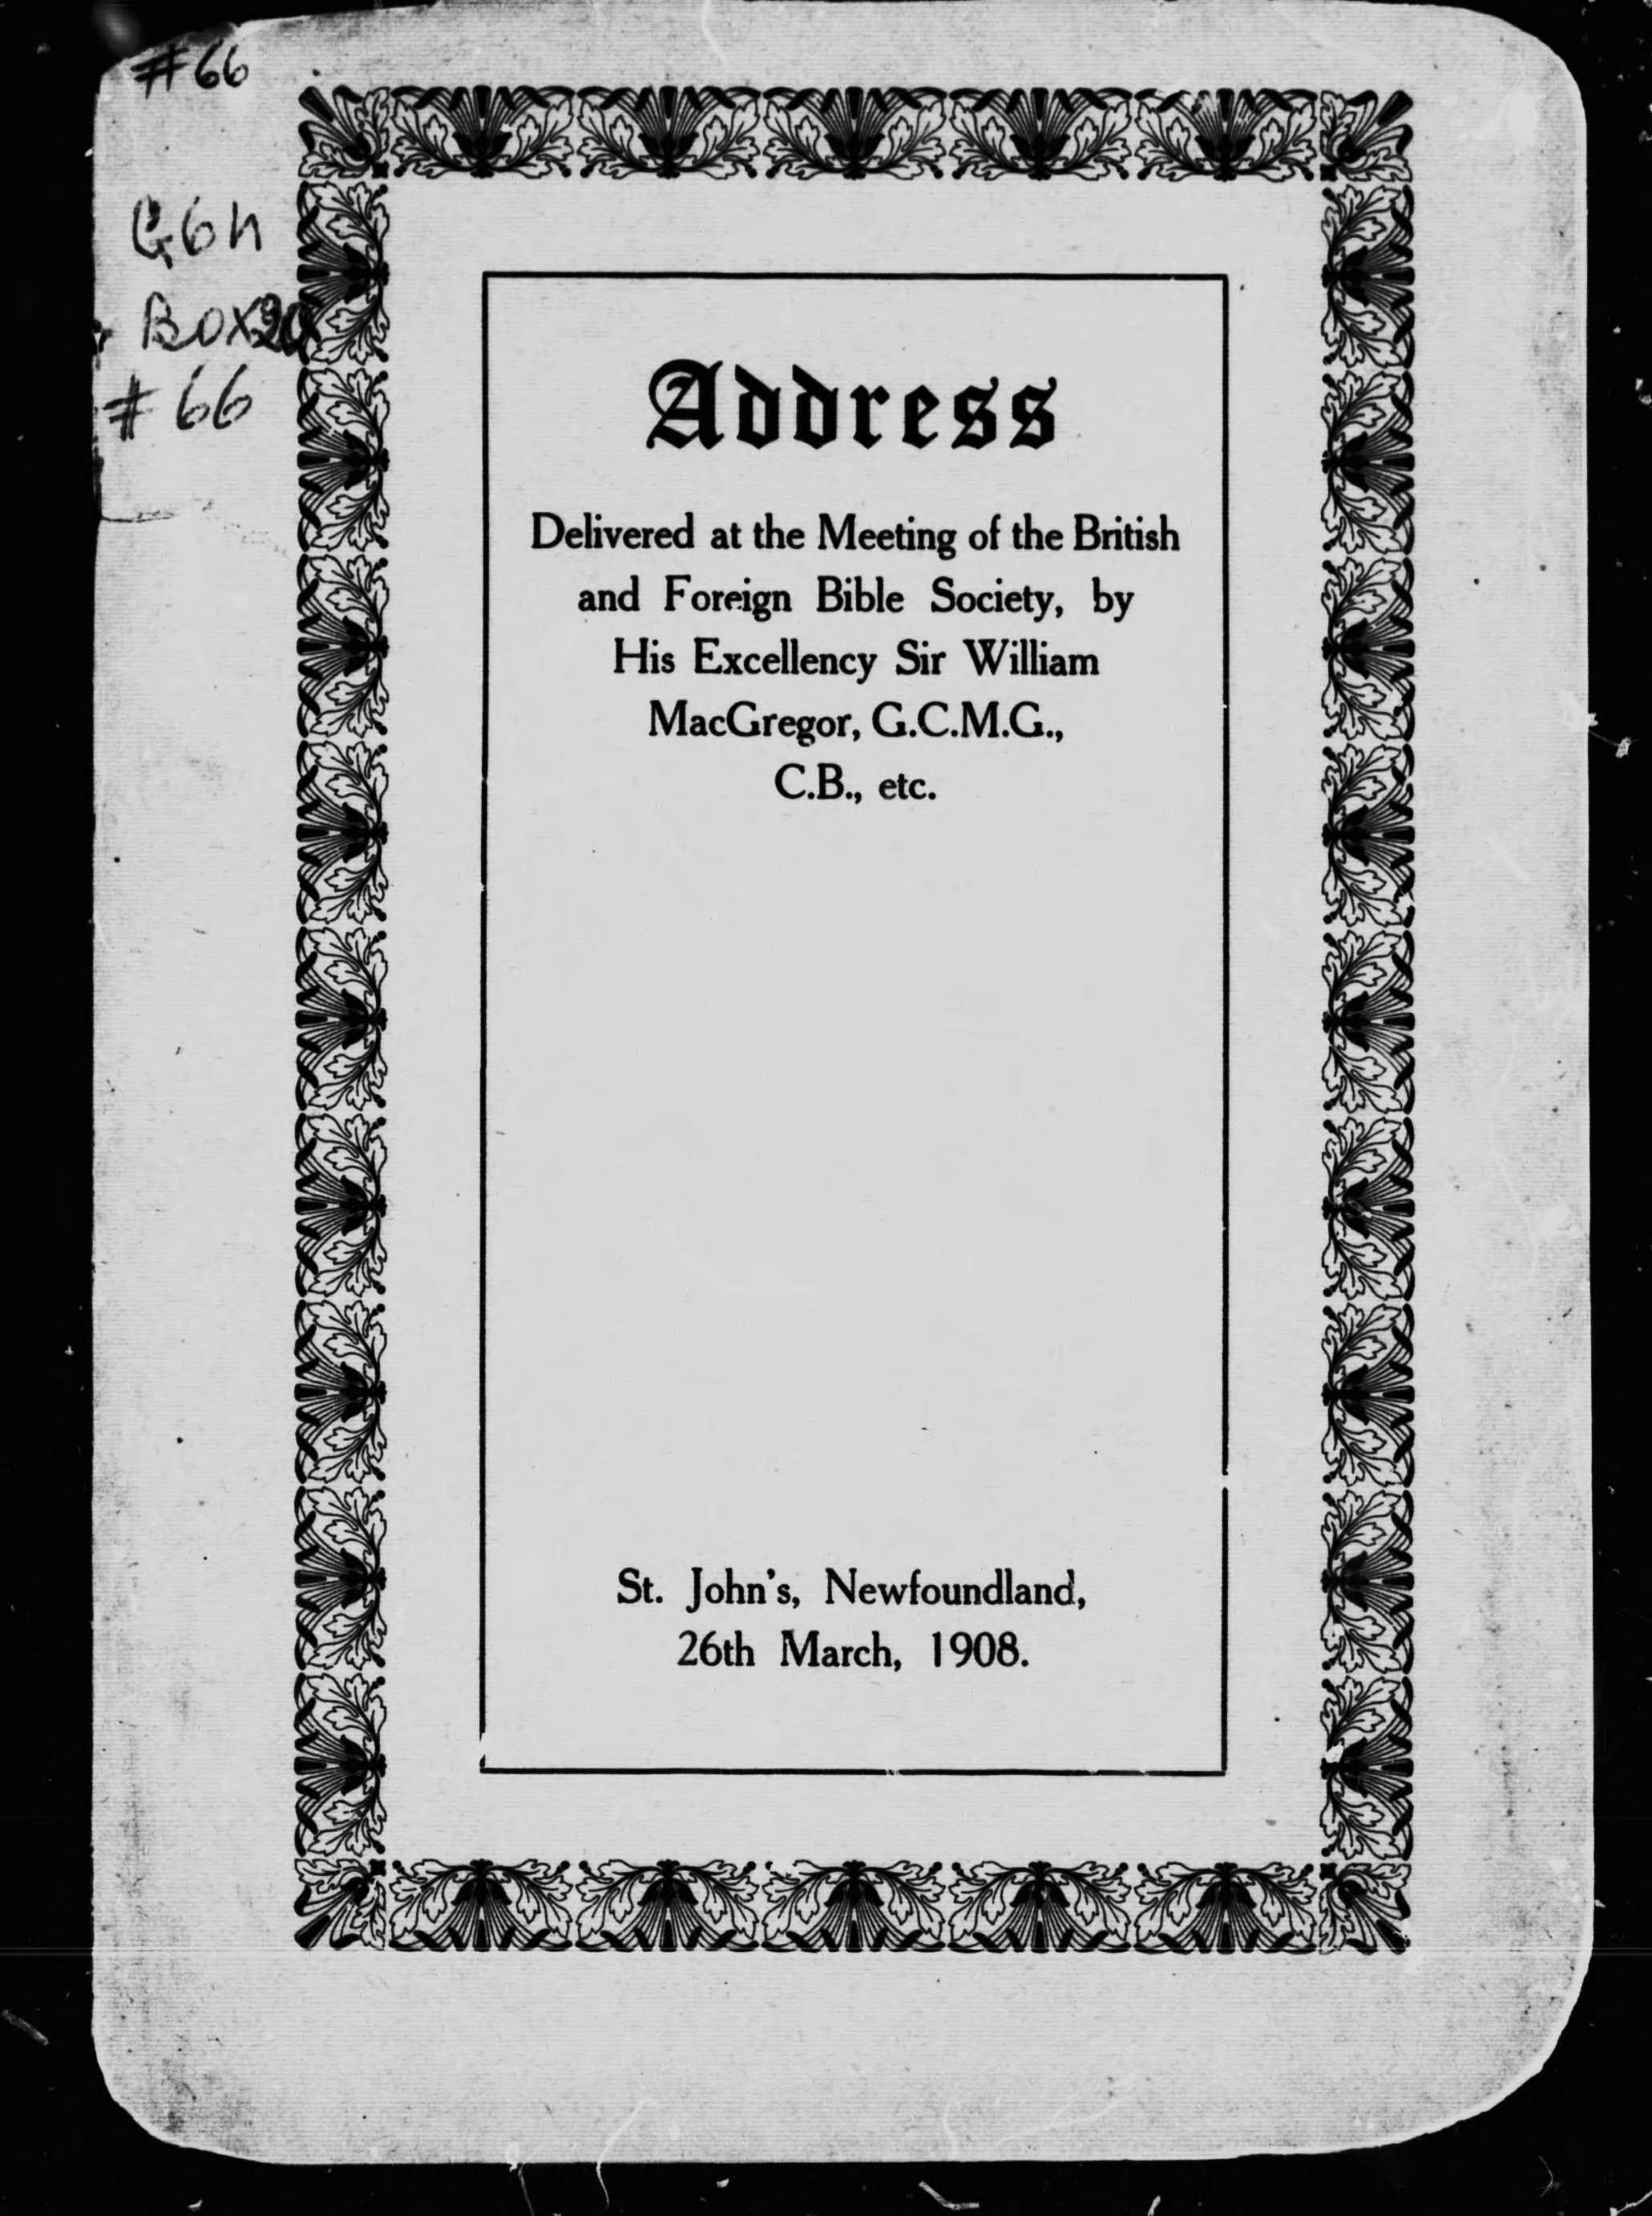 #66
G6h
Box20
#66
Address
Delivered at the Meeting of the British
and Foreign Bible Society, by
His Excellency Sir William
MacGregor, G.C.M.G.,
C.B., etc.
St. John's, Newfoundland,
26th March, 1908.